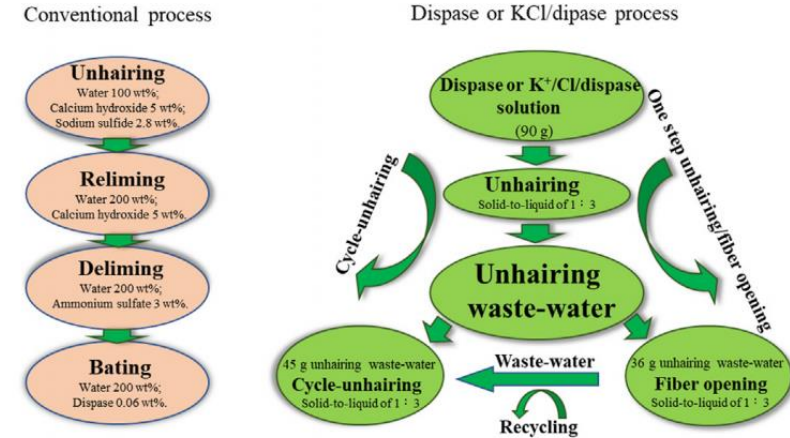 Conventional process
Unhairing
Water 100 wt%;
Calcium hydroxide 5 wt%;
Sodium sulfide 2.8 wt%.
Reliming
Water 200 wt%;
Calcium hydroxide 5 wt%.
Deliming
Water 200 wt%;
Ammonium sulfate 3 wt%.
Bating
Water 200 wt%;
Dispase 0.06 wt%.
Dispase or KCl/dipase process
Dispase or K⁺/Cl/dispase
solution
(90 g)
Unhairing
Solid-to-liquid of 1：3
Cycle-unhairing
One step unhairing/fiber opening
Unhairing
waste-water
45 g unhairing waste-water
Cycle-unhairing
Solid-to-liquid of 1：3
Waste-water
Recycling
36 g unhairing waste-water
Fiber opening
Solid-to-liquid of 1：3